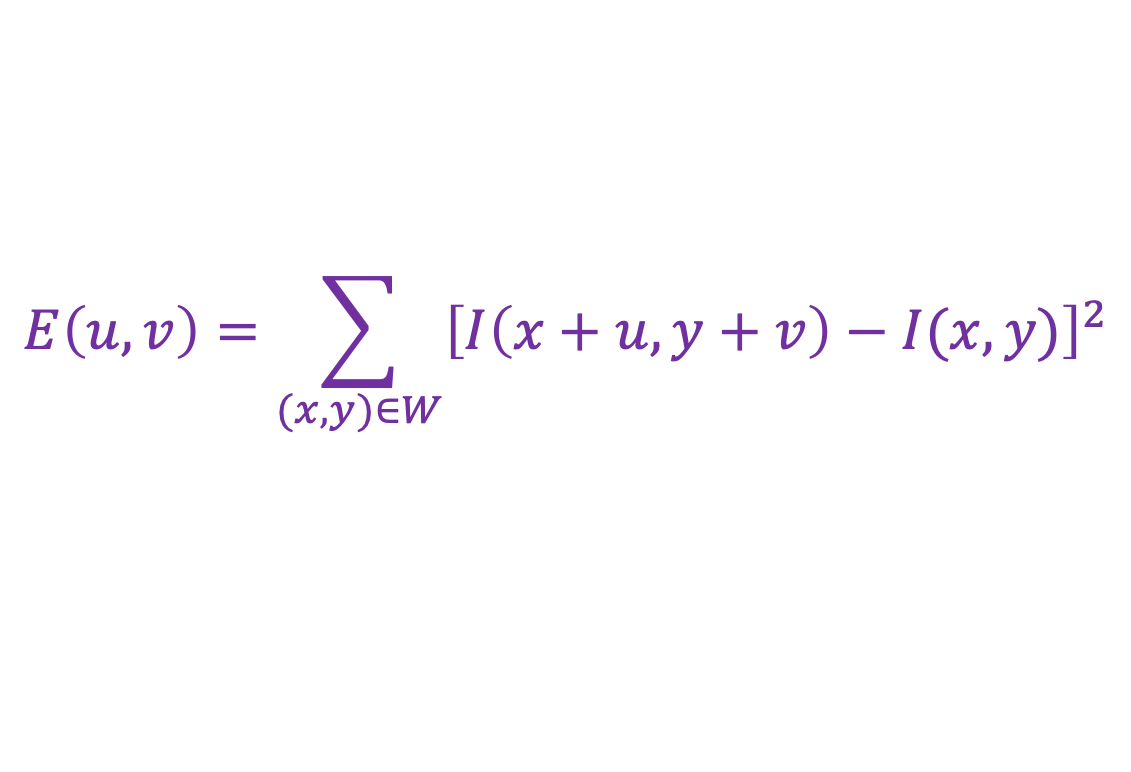 E(u, v) = ∑ [I(x + u, y + v) − I(x, y)]²
(x,y)∈W